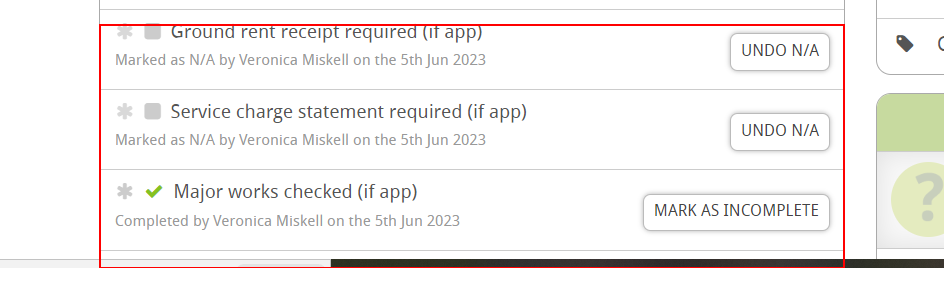 Ground rent receipt required (if app)
Marked as N/A by Veronica Miskell on the 5th Jun 2023
UNDO N/A
Service charge statement required (if app)
Marked as N/A by Veronica Miskell on the 5th Jun 2023
UNDO N/A
Major works checked (if app)
Completed by Veronica Miskell on the 5th Jun 2023
MARK AS INCOMPLETE
?